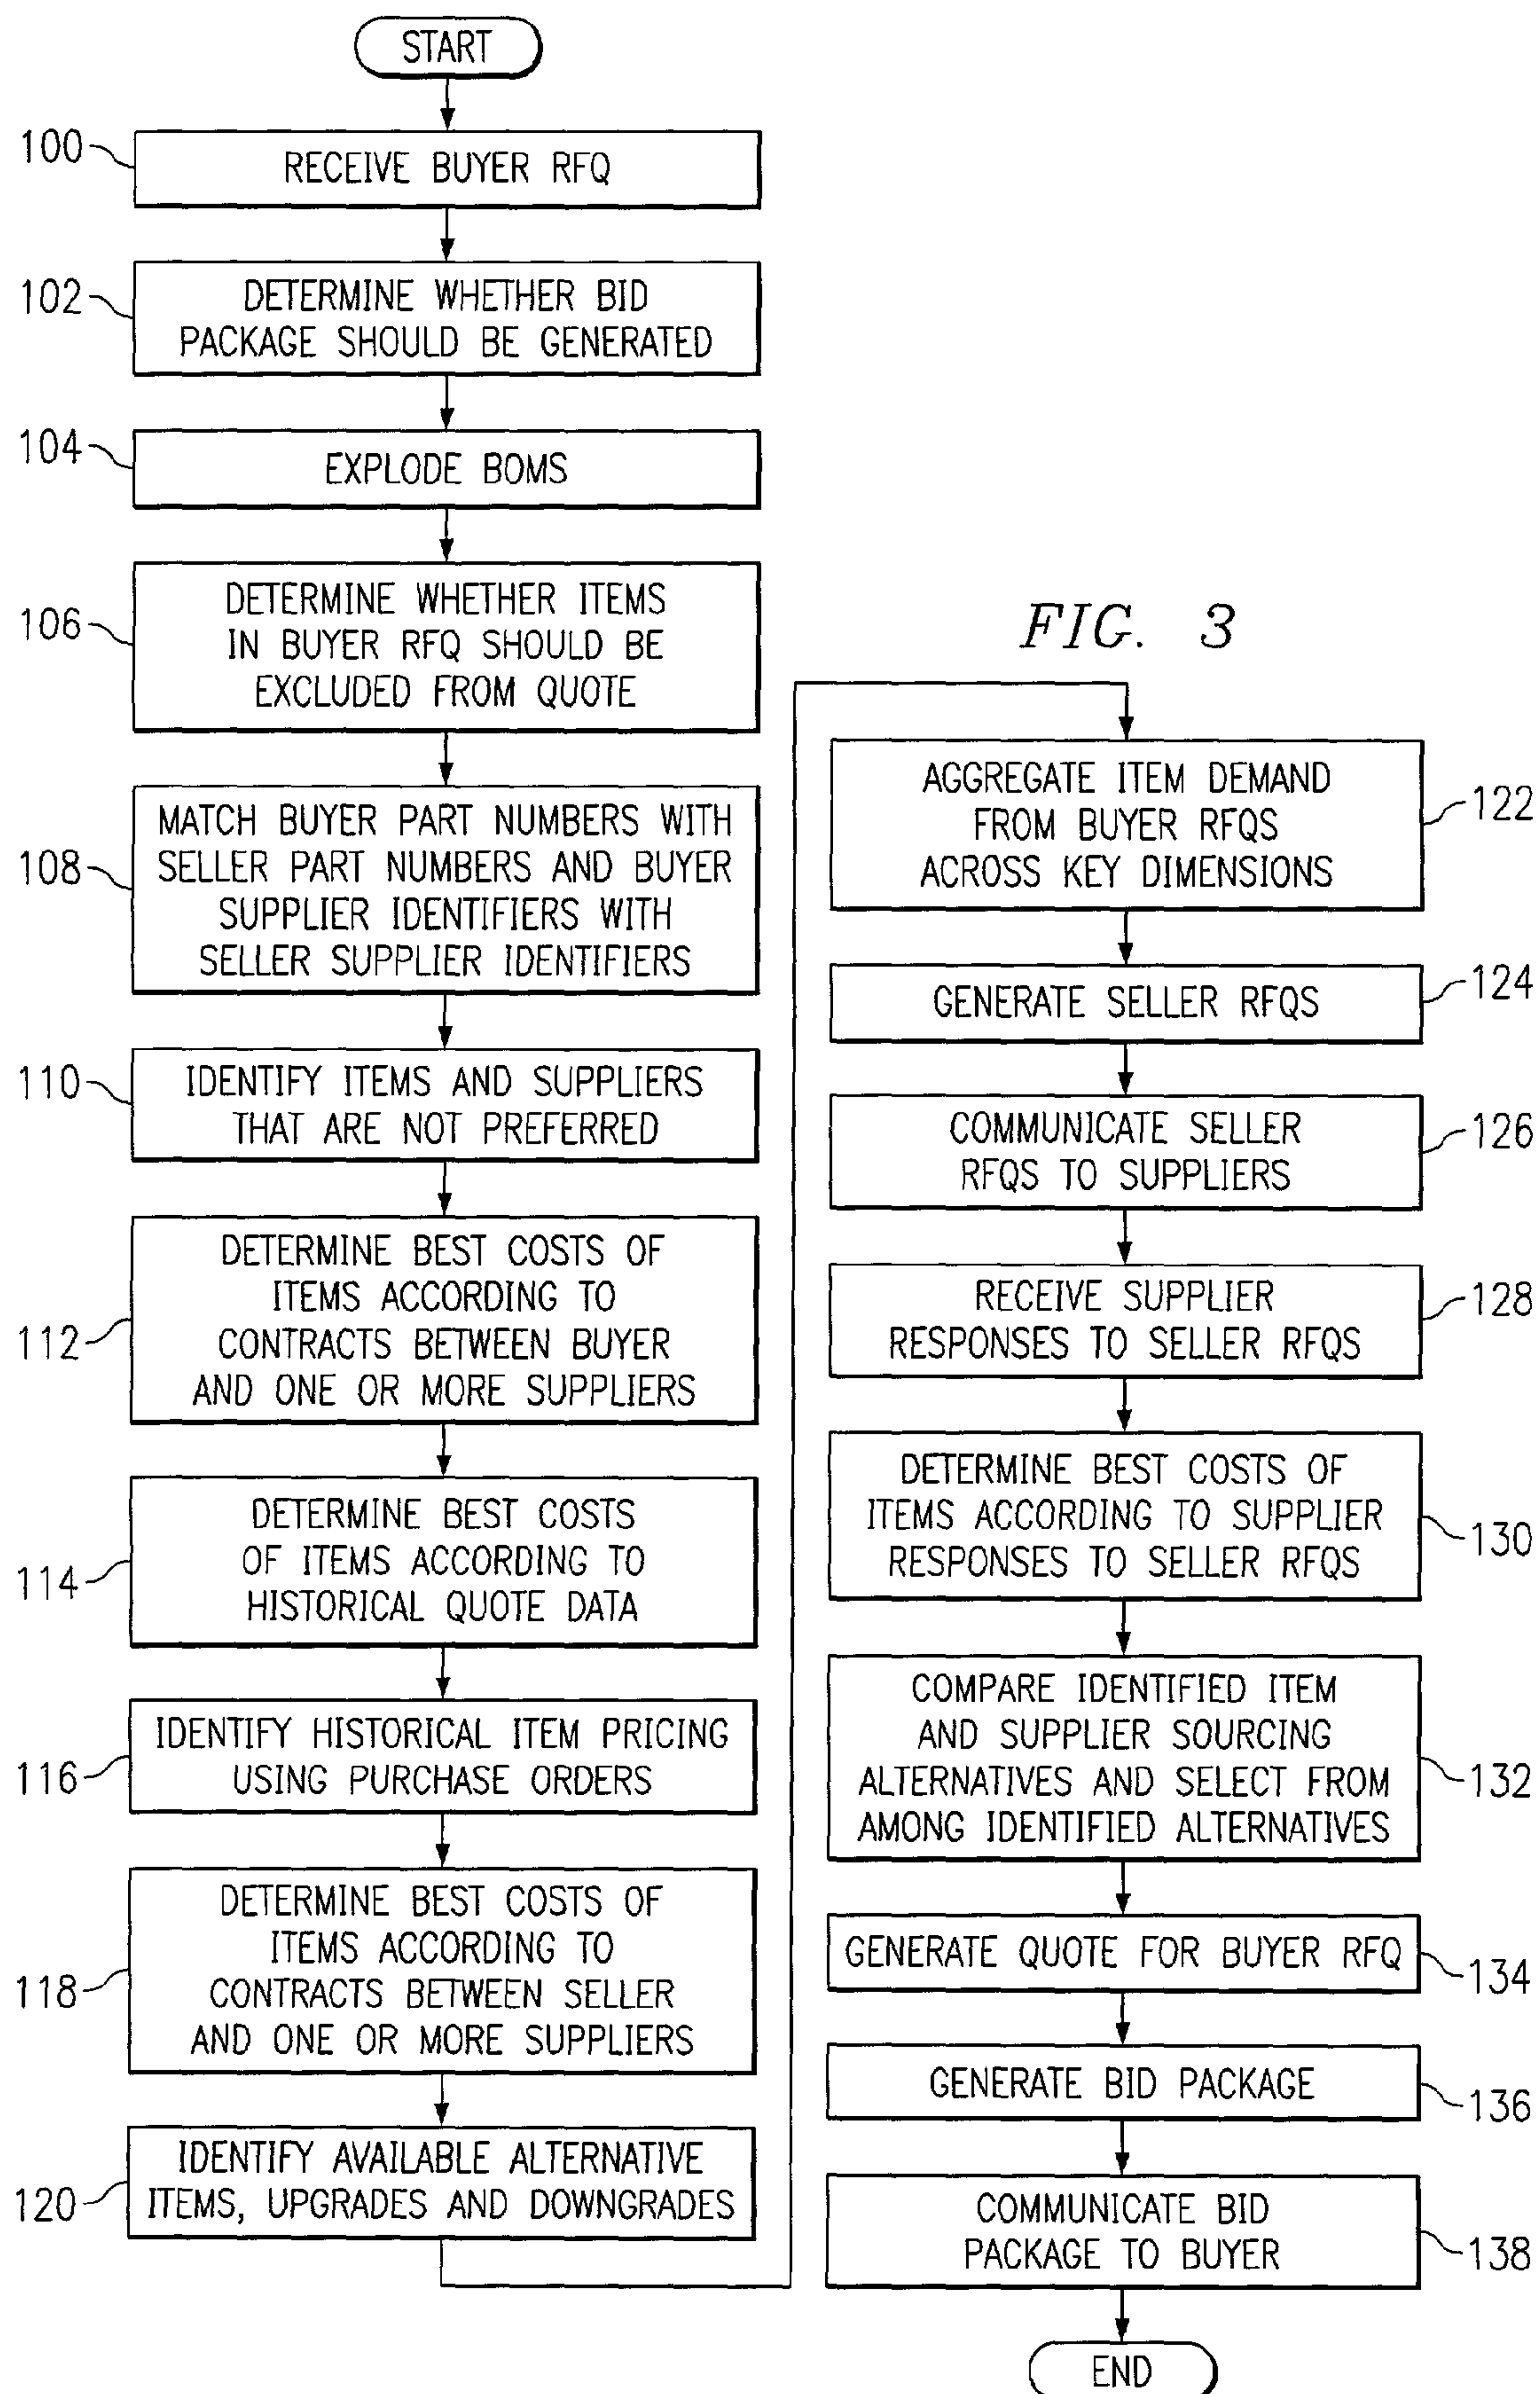 START
100
RECEIVE BUYER RFQ
102
DETERMINE WHETHER BID
PACKAGE SHOULD BE GENERATED
104
EXPLODE BOMS
106
DETERMINE WHETHER ITEMS
IN BUYER RFQ SHOULD BE
EXCLUDED FROM QUOTE
108
MATCH BUYER PART NUMBERS WITH
SELLER PART NUMBERS AND BUYER
SUPPLIER IDENTIFIERS WITH
SELLER SUPPLIER IDENTIFIERS
110
IDENTIFY ITEMS AND SUPPLIERS
THAT ARE NOT PREFERRED
112
DETERMINE BEST COSTS OF
ITEMS ACCORDING TO
CONTRACTS BETWEEN BUYER
AND ONE OR MORE SUPPLIERS
114
DETERMINE BEST COSTS
OF ITEMS ACCORDING TO
HISTORICAL QUOTE DATA
116
IDENTIFY HISTORICAL ITEM PRICING
USING PURCHASE ORDERS
118
DETERMINE BEST COSTS OF
ITEMS ACCORDING TO
CONTRACTS BETWEEN SELLER
AND ONE OR MORE SUPPLIERS
120
IDENTIFY AVAILABLE ALTERNATIVE
ITEMS, UPGRADES AND DOWNGRADES
FIG. 3
AGGREGATE ITEM DEMAND
FROM BUYER RFQS
ACROSS KEY DIMENSIONS
122
GENERATE SELLER RFQS
124
COMMUNICATE SELLER
RFQS TO SUPPLIERS
126
RECEIVE SUPPLIER
RESPONSES TO SELLER RFQS
128
DETERMINE BEST COSTS OF
ITEMS ACCORDING TO SUPPLIER
RESPONSES TO SELLER RFQS
130
COMPARE IDENTIFIED ITEM
AND SUPPLIER SOURCING
ALTERNATIVES AND SELECT FROM
AMONG IDENTIFIED ALTERNATIVES
132
GENERATE QUOTE FOR BUYER RFQ
134
GENERATE BID PACKAGE
136
COMMUNICATE BID
PACKAGE TO BUYER
138
END